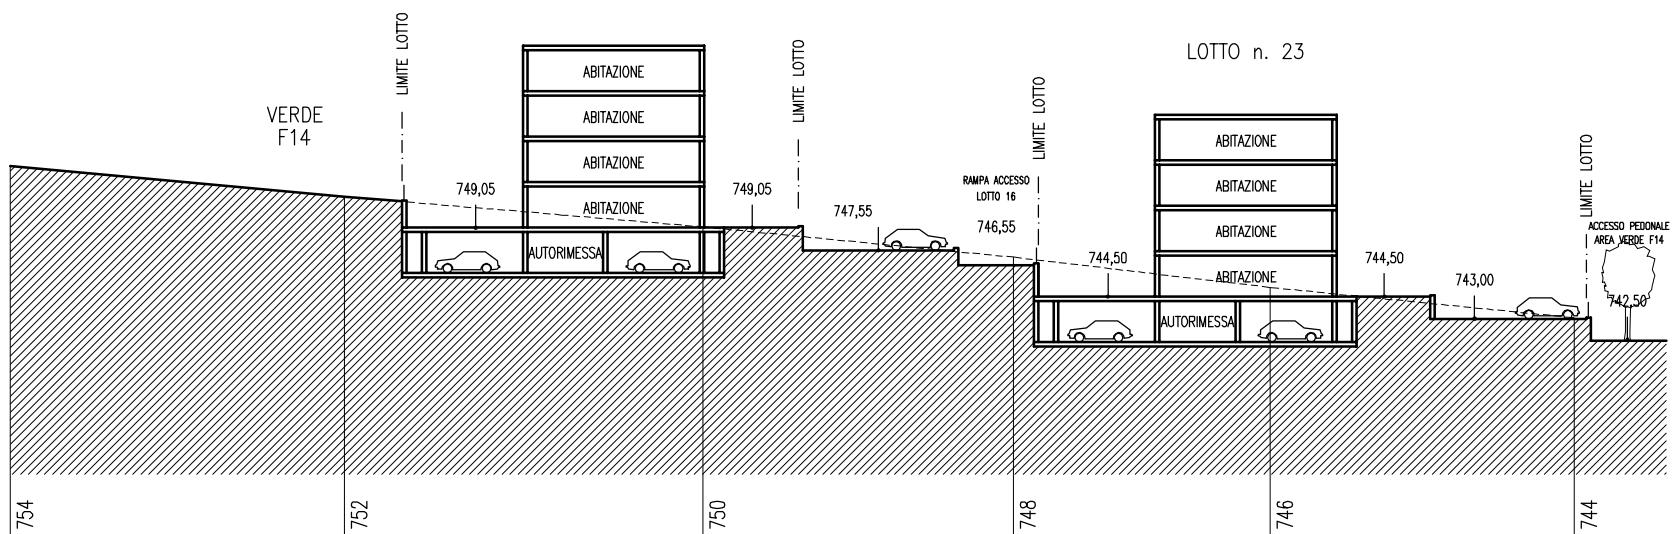 LOTTO n. 23
LIMITE LOTTO
LIMITE LOTTO
LIMITE LOTTO
LIMITE LOTTO
VERDE
F14
ABITAZIONE
ABITAZIONE
ABITAZIONE
ABITAZIONE
AUTORIMESSA
749,05
749,05
747,55
RAMPA ACCESSO
LOTTO 16
746,55
ABITAZIONE
ABITAZIONE
ABITAZIONE
ABITAZIONE
AUTORIMESSA
744,50
744,50
743,00
ACCESSO PEDONALE
AREA VERDE F14
742,50
754
752
750
748
746
744